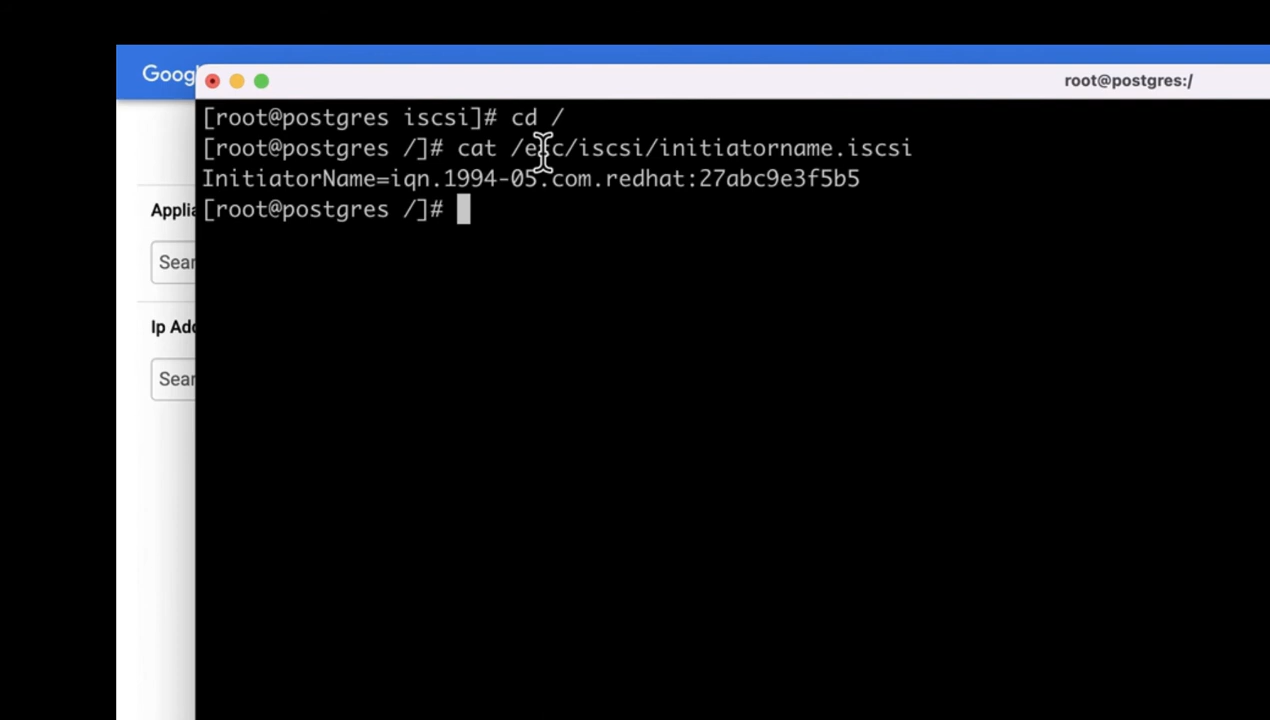 Goog
root@postgres:/
[root@postgres iscsi]# cd /
[root@postgres /]# cat /etc/iscsi/initiatorname.iscsi
InitiatorName=iqn.1994-05.com.redhat:27abc9e3f5b5
[root@postgres /]#
Applia
Sear
Ip Add
Sear